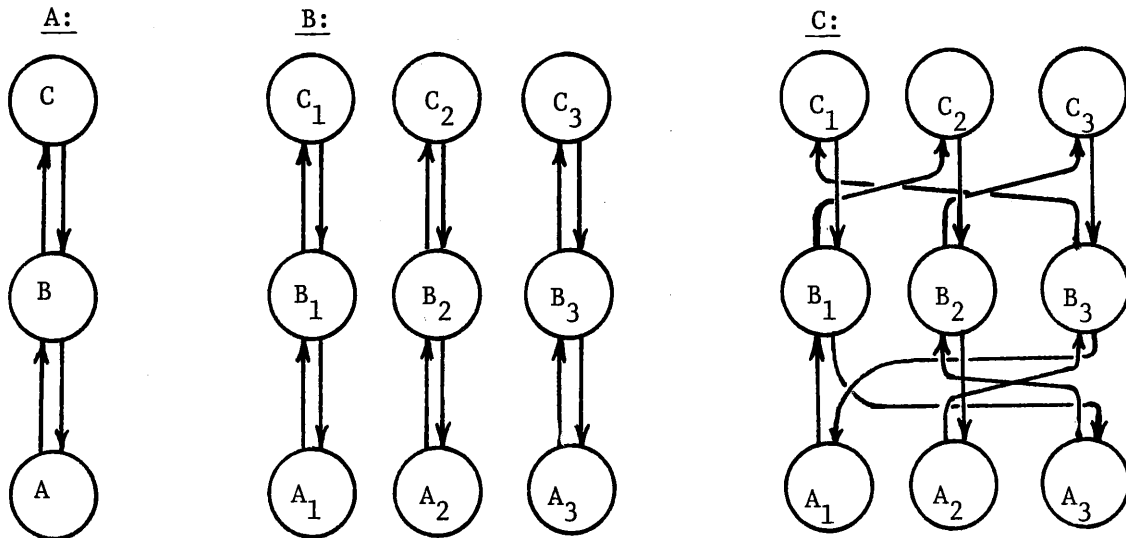 A: B: C:
C C₁ C₂ C₃ C₁ C₂ C₃
B B₁ B₂ B₃ B₁ B₂ B₃
A A₁ A₂ A₃ A₁ A₂ A₃